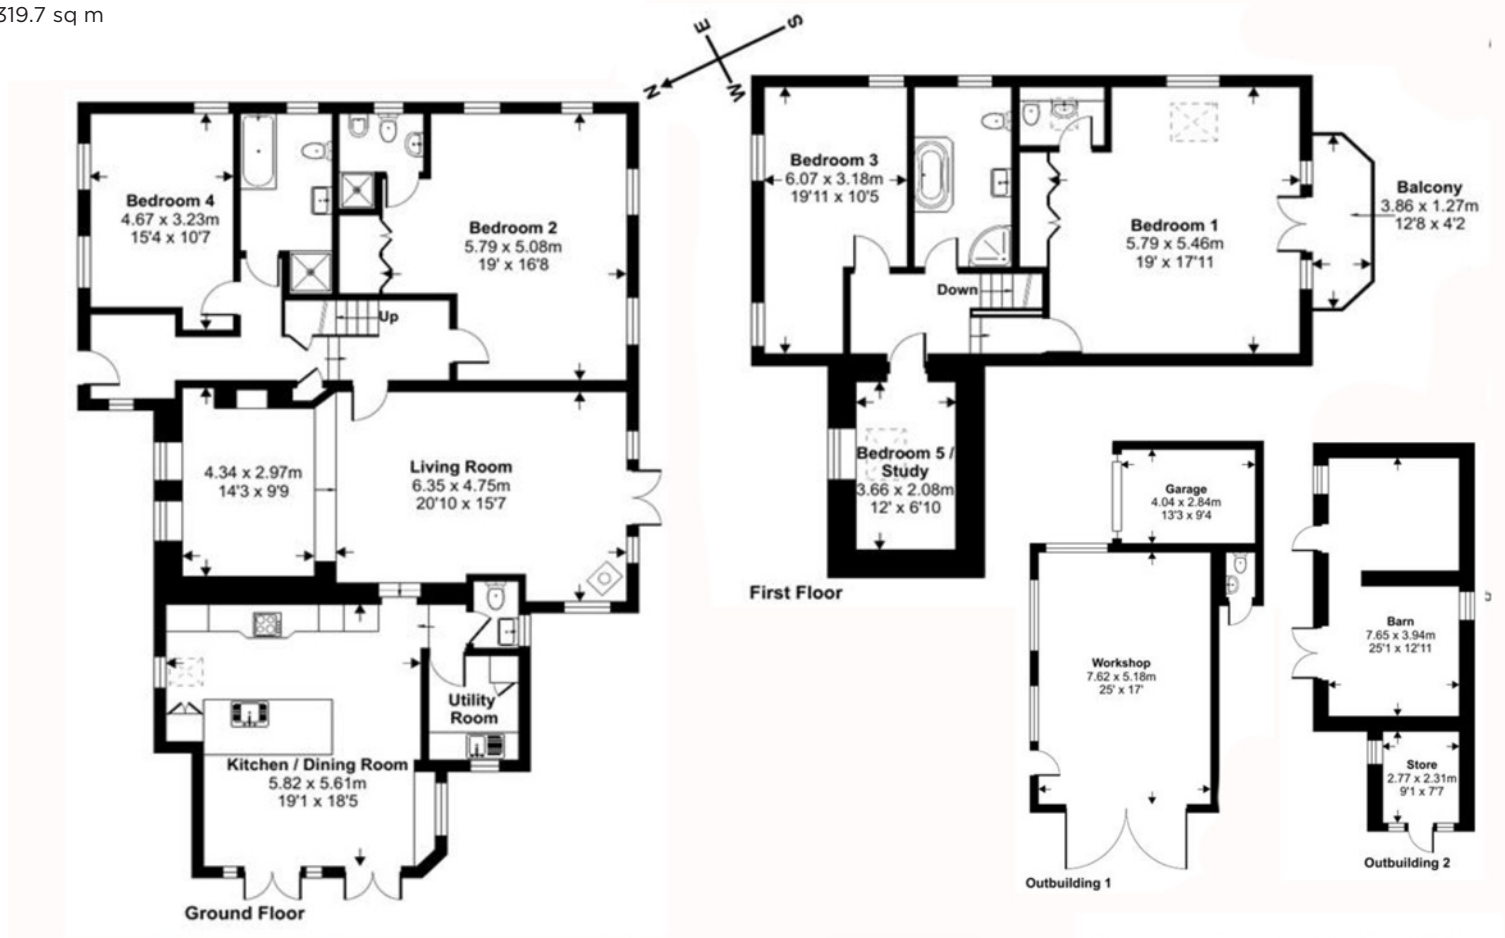 319.7 sq m
E
S
N
W
Bedroom 4
4.67 x 3.23m
15'4 x 10'7
Bedroom 2
5.79 x 5.08m
19' x 16'8
Up
4.34 x 2.97m
14'3 x 9'9
Living Room
6.35 x 4.75m
20'10 x 15'7
Utility
Room
Kitchen / Dining Room
5.82 x 5.61m
19'1 x 18'5
Ground Floor
Bedroom 3
6.07 x 3.18m
19'11 x 10'5
Bedroom 1
5.79 x 5.46m
19' x 17'11
Balcony
3.86 x 1.27m
12'8 x 4'2
Down
Bedroom 5 /
Study
3.66 x 2.08m
12' x 6'10
First Floor
Garage
4.04 x 2.84m
13'3 x 9'4
Workshop
7.62 x 5.18m
25' x 17'
Outbuilding 1
Barn
7.65 x 3.94m
25'1 x 12'11
Store
2.77 x 2.31m
9'1 x 7'7
Outbuilding 2